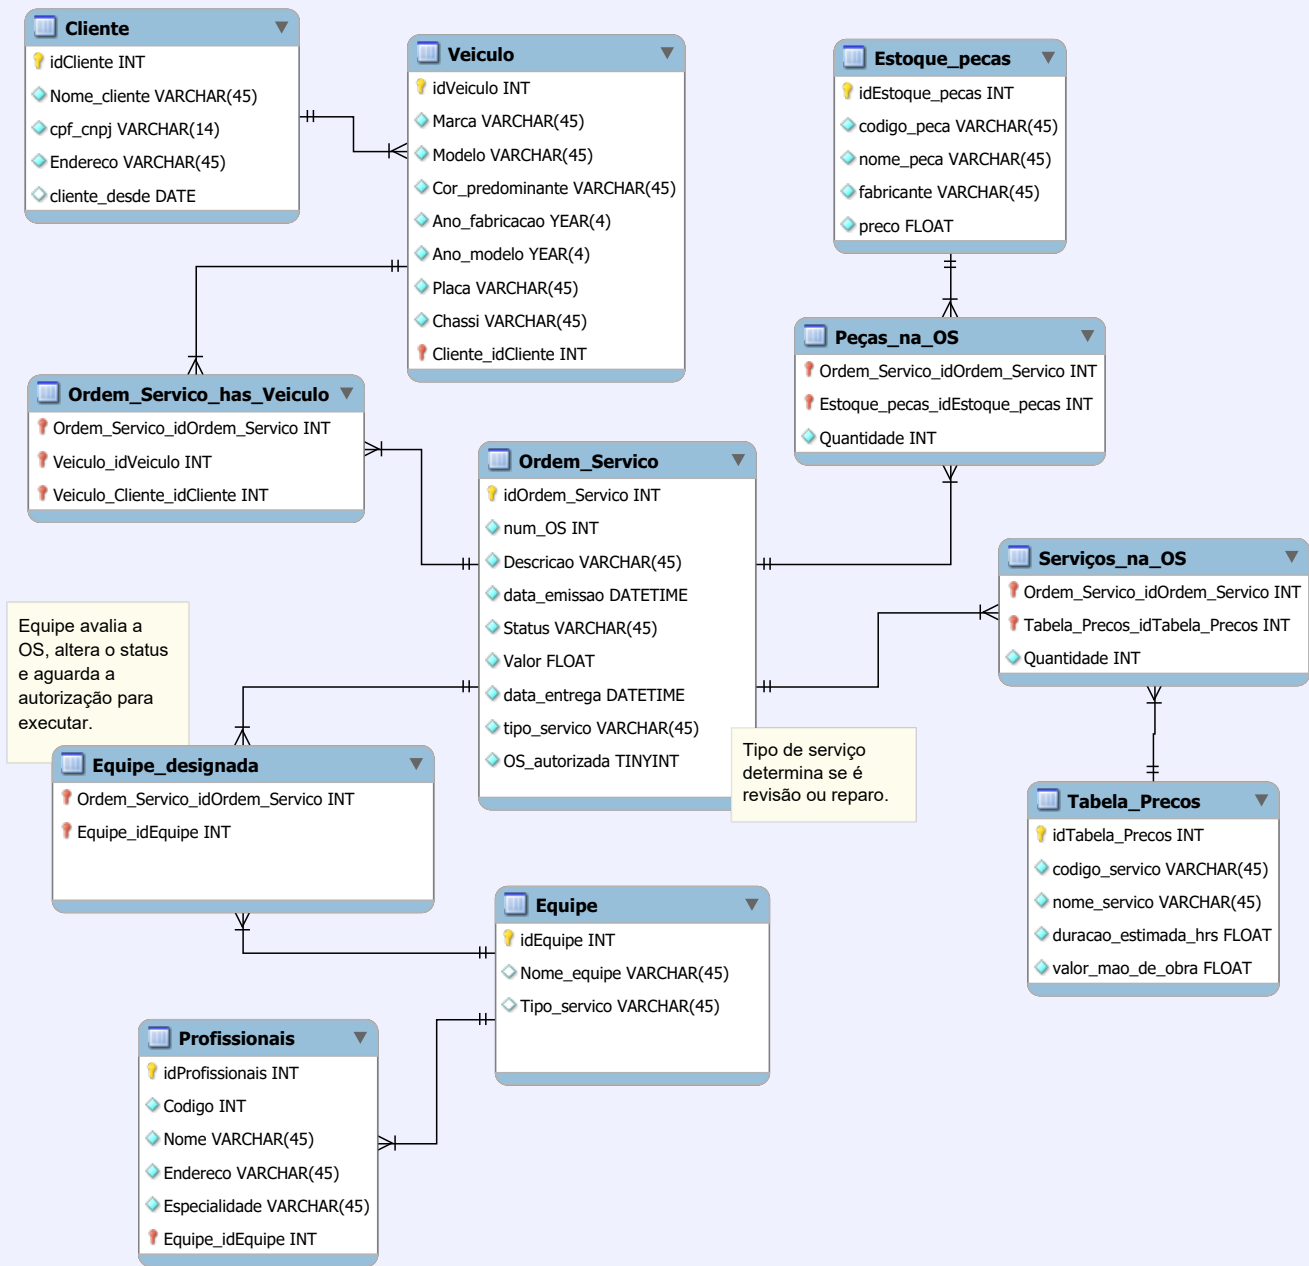 Cliente
idCliente INT
Nome_cliente VARCHAR(45)
cpf_cnpj VARCHAR(14)
Endereco VARCHAR(45)
cliente_desde DATE
Veiculo
idVeiculo INT
Marca VARCHAR(45)
Modelo VARCHAR(45)
Cor_predominante VARCHAR(45)
Ano_fabricacao YEAR(4)
Ano_modelo YEAR(4)
Placa VARCHAR(45)
Chassi VARCHAR(45)
Cliente_idCliente INT
Estoque_pecas
idEstoque_pecas INT
codigo_peca VARCHAR(45)
nome_peca VARCHAR(45)
fabricante VARCHAR(45)
preco FLOAT
Peças_na_OS
Ordem_Servico_idOrdem_Servico INT
Estoque_pecas_idEstoque_pecas INT
Quantidade INT
Ordem_Servico_has_Veiculo
Ordem_Servico_idOrdem_Servico INT
Veiculo_idVeiculo INT
Veiculo_Cliente_idCliente INT
Ordem_Servico
idOrdem_Servico INT
num_OS INT
Descricao VARCHAR(45)
data_emissao DATETIME
Status VARCHAR(45)
Valor FLOAT
data_entrega DATETIME
tipo_servico VARCHAR(45)
OS_autorizada TINYINT
Serviços_na_OS
Ordem_Servico_idOrdem_Servico INT
Tabela_Precos_idTabela_Precos INT
Quantidade INT
Equipe avalia a
OS, altera o status
e aguarda a
autorização para
executar.
Tipo de serviço
determina se é
revisão ou reparo.
Equipe_designada
Ordem_Servico_idOrdem_Servico INT
Equipe_idEquipe INT
Tabela_Precos
idTabela_Precos INT
codigo_servico VARCHAR(45)
nome_servico VARCHAR(45)
duracao_estimada_hrs FLOAT
valor_mao_de_obra FLOAT
Equipe
idEquipe INT
Nome_equipe VARCHAR(45)
Tipo_servico VARCHAR(45)
Profissionais
idProfissionais INT
Codigo INT
Nome VARCHAR(45)
Endereco VARCHAR(45)
Especialidade VARCHAR(45)
Equipe_idEquipe INT